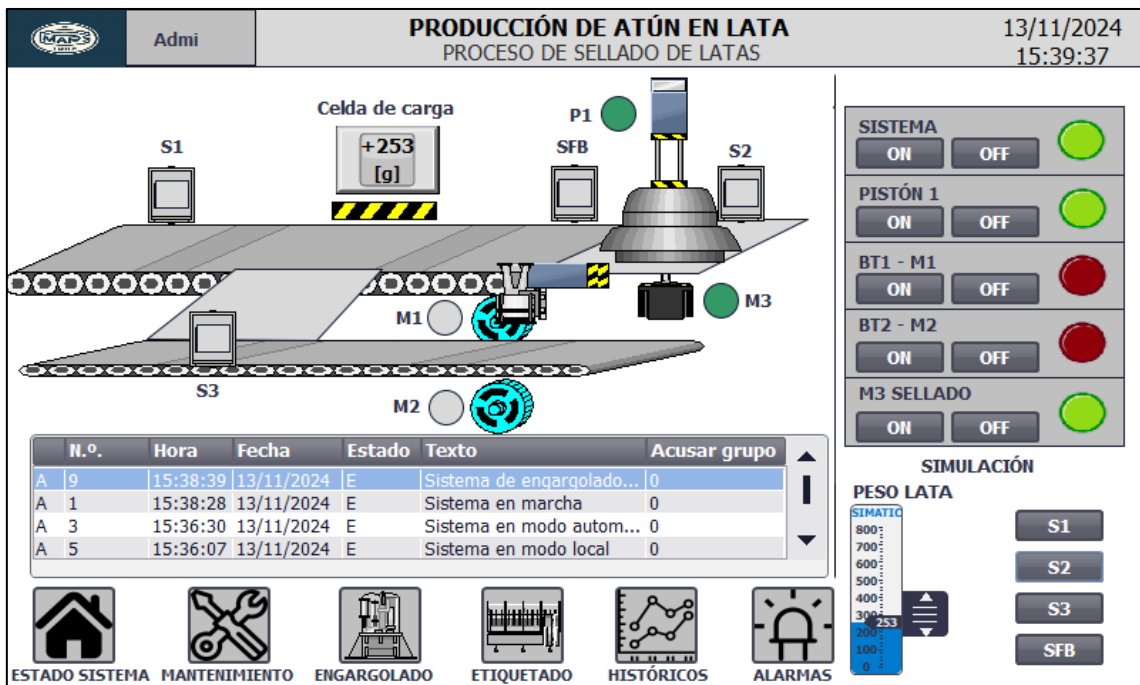 MAPS
Admi
PRODUCCIÓN DE ATÚN EN LATA
PROCESO DE SELLADO DE LATAS
13/11/2024
15:39:37
Celda de carga
+253
[g]
S1
P1
SFB
S2
M1
M3
S3
M2
SISTEMA
ON OFF
PISTÓN 1
ON OFF
BT1 - M1
ON OFF
BT2 - M2
ON OFF
M3 SELLADO
ON OFF
N.º. Hora Fecha Estado Texto Acusar grupo
A 9 15:38:39 13/11/2024 E Sistema de engargolado... 0
A 1 15:38:28 13/11/2024 E Sistema en marcha 0
A 3 15:36:30 13/11/2024 E Sistema en modo autom... 0
A 5 15:36:07 13/11/2024 E Sistema en modo local 0
SIMULACIÓN
PESO LATA
SIMATIC
800
700
600
500
400
300
253
200
100
0
S1
S2
S3
SFB
ESTADO SISTEMA MANTENIMIENTO ENGARGOLADO ETIQUETADO HISTÓRICOS ALARMAS